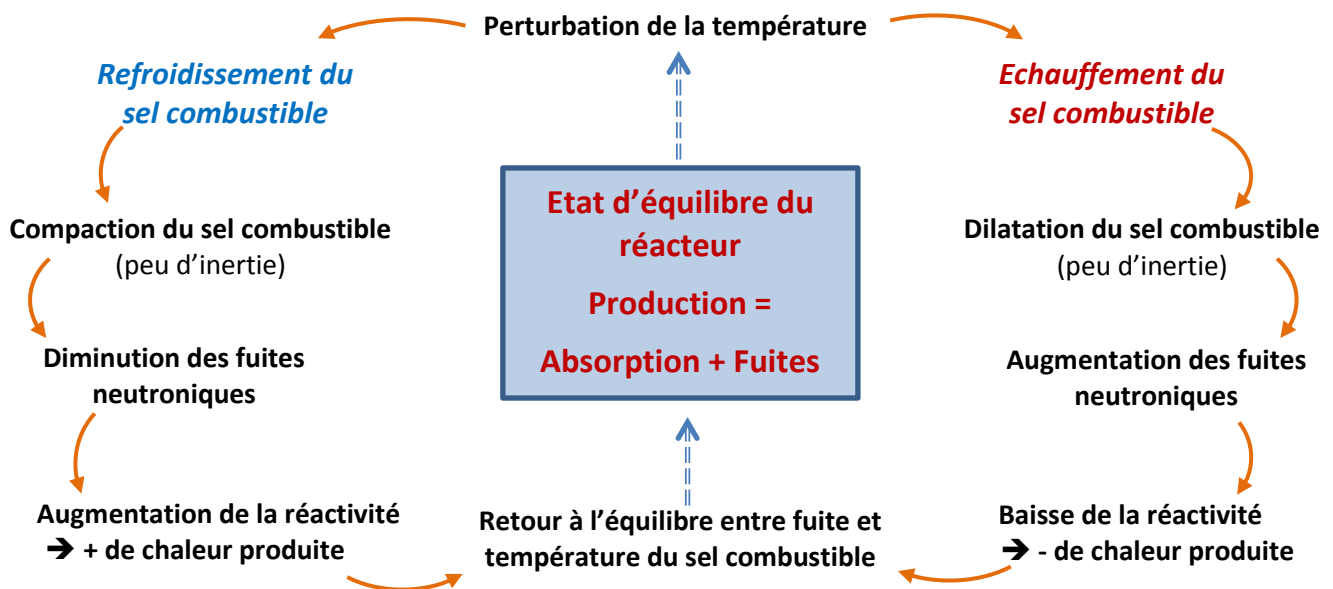 Perturbation de la température
Refroidissement du
sel combustible
Compaction du sel combustible
(peu d'inertie)
Diminution des fuites
neutroniques
Augmentation de la réactivité
➔ + de chaleur produite
Etat d'équilibre du
réacteur
Production =
Absorption + Fuites
Retour à l'équilibre entre fuite et
température du sel combustible
Echauffement du
sel combustible
Dilatation du sel combustible
(peu d'inertie)
Augmentation des fuites
neutroniques
Baisse de la réactivité
➔ - de chaleur produite